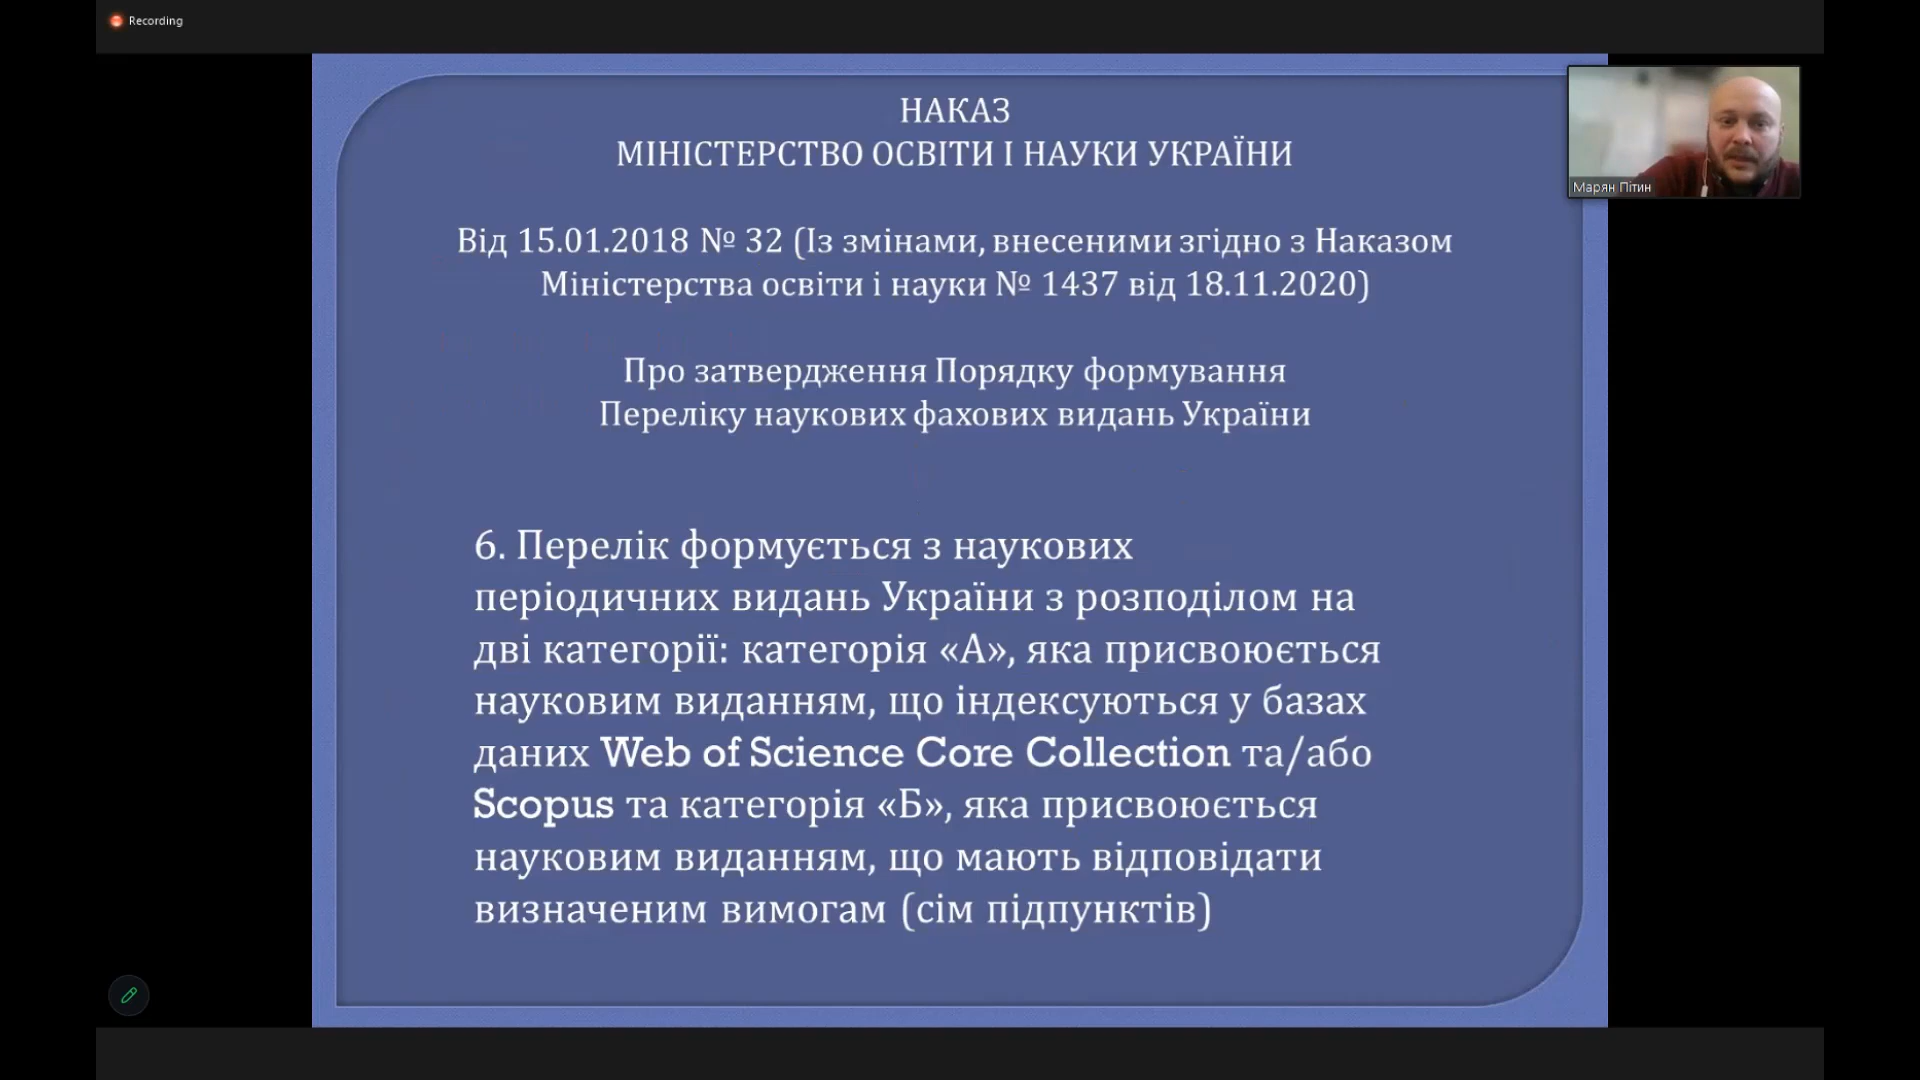 Recording
НАКАЗ
МІНІСТЕРСТВО ОСВІТИ І НАУКИ УКРАЇНИ
Від 15.01.2018 № 32 (Із змінами, внесеними згідно з Наказом
Міністерства освіти і науки № 1437 від 18.11.2020)
Про затвердження Порядку формування
Переліку наукових фахових видань України
6. Перелік формується з наукових
періодичних видань України з розподілом на
дві категорії: категорія «А», яка присвоюється
науковим виданням, що індексуються у базах
даних Web of Science Core Collection та/або
Scopus та категорія «Б», яка присвоюється
науковим виданням, що мають відповідати
визначеним вимогам (сім підпунктів)
Марян Пітин